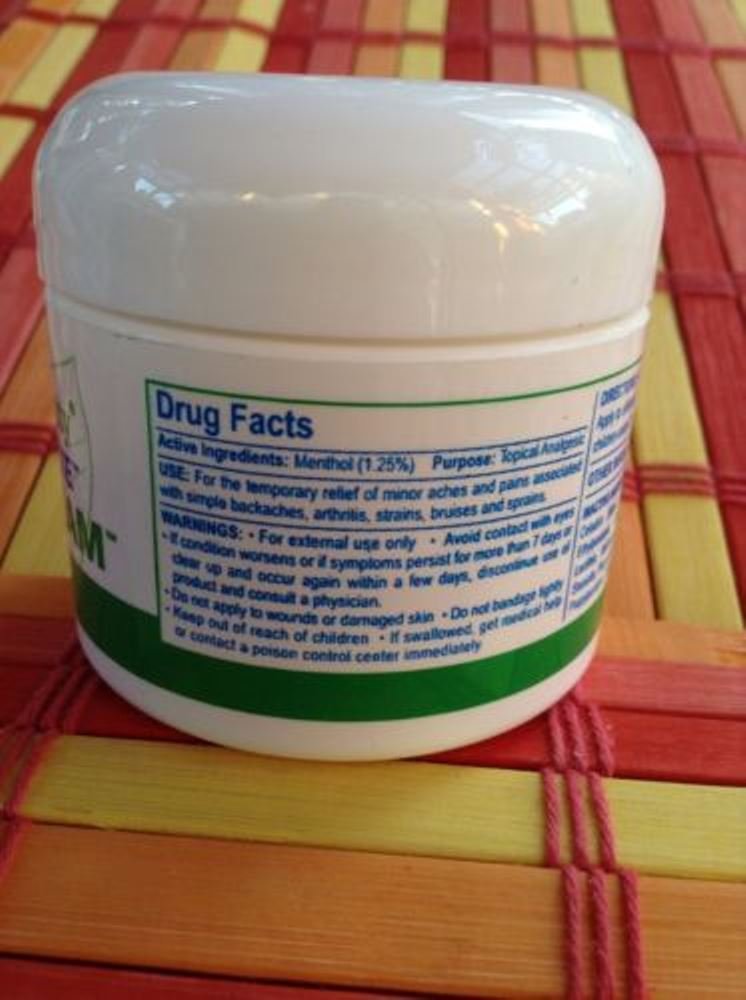 Drug Facts
Active Ingredients: Menthol (1.25%) Purpose: Topical Analgesic
USE: For the temporary relief of minor aches and pains associated
with simple backaches, arthritis, strains, bruises and sprains.
WARNINGS: • For external use only • Avoid contact with eyes
• If condition worsens or if symptoms persist for more than 7 days or
clear up and occur again within a few days, discontinue use of
product and consult a physician.
• Do not apply to wounds or damaged skin • Do not bandage tightly
• Keep out of reach of children • If swallowed, get medical help
or contact a poison control center immediately
AM™